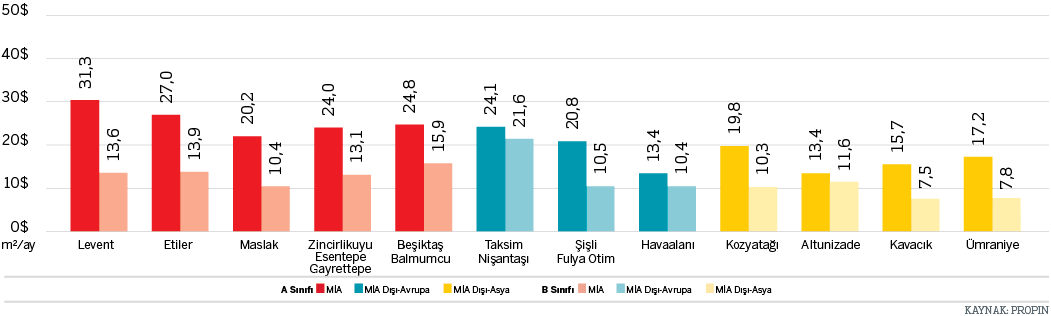 50$
40$
30$
20$
10$
0$
m²/ay
31,3
13,6
27,0
13,9
20,2
10,4
24,0
13,1
24,8
15,9
24,1
21,6
20,8
10,5
13,4
10,4
19,8
10,3
13,4
11,6
15,7
7,5
17,2
7,8
Levent
Etiler
Maslak
Zincirlikuyu
Esentepe
Gayrettepe
Beşiktaş
Balmumcu
Taksim
Nişantaşı
Şişli
Fulya Otim
Havaalanı
Kozyatağı
Altunizade
Kavacık
Ümraniye
A Sınıfı MİA MİA Dışı-Avrupa MİA Dışı-Asya B Sınıfı MİA MİA Dışı-Avrupa MİA Dışı-Asya
KAYNAK: PROPIN